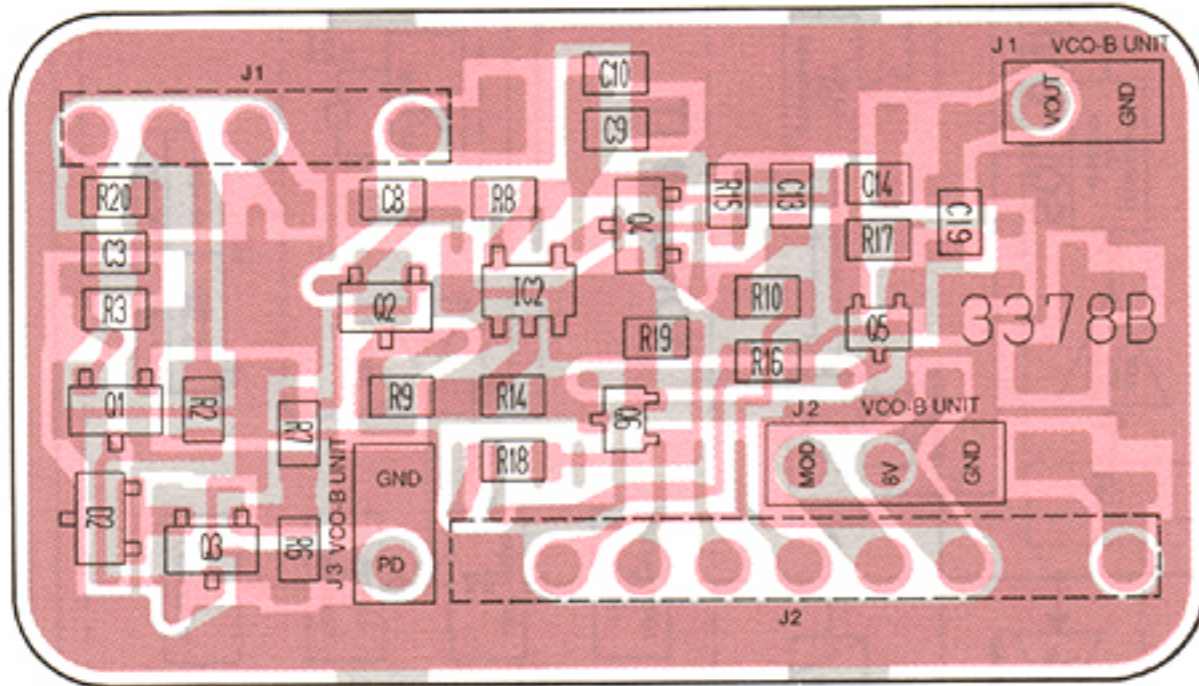 J1 VCO-B UNIT
J1
C10
VOUT
GND
C9
R20
C8
R8
R15
C13
C14
C19
Q4
R17
C3
R3
Q2
IC2
R10
Q5
3378B
R19
R16
Q1
R2
R9
R14
Q6
J2 VCO-B UNIT
R7
R18
MOD
8V
GND
GND
J3 VCO-B UNIT
Q3
R6
PD
J2